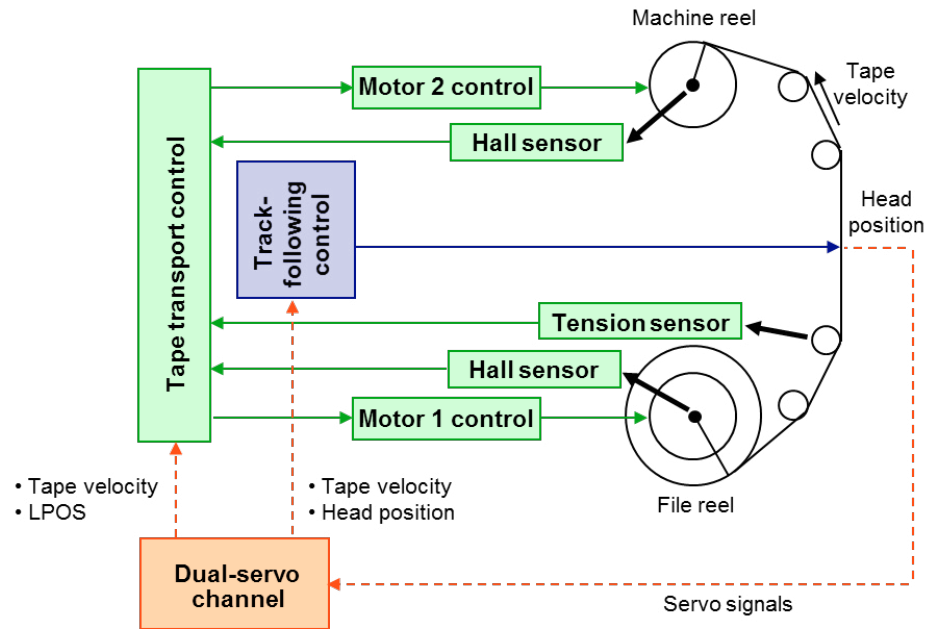 Machine reel
Motor 2 control
Tape
velocity
Hall sensor
Tape transport control
Track-
following
control
Head
position
Tension sensor
Hall sensor
Motor 1 control
• Tape velocity
• LPOS
• Tape velocity
• Head position
File reel
Dual-servo
channel
Servo signals